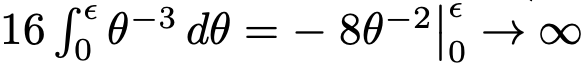 16 ∫₀^ϵ θ⁻³ dθ = − 8θ⁻²|₀^ϵ → ∞